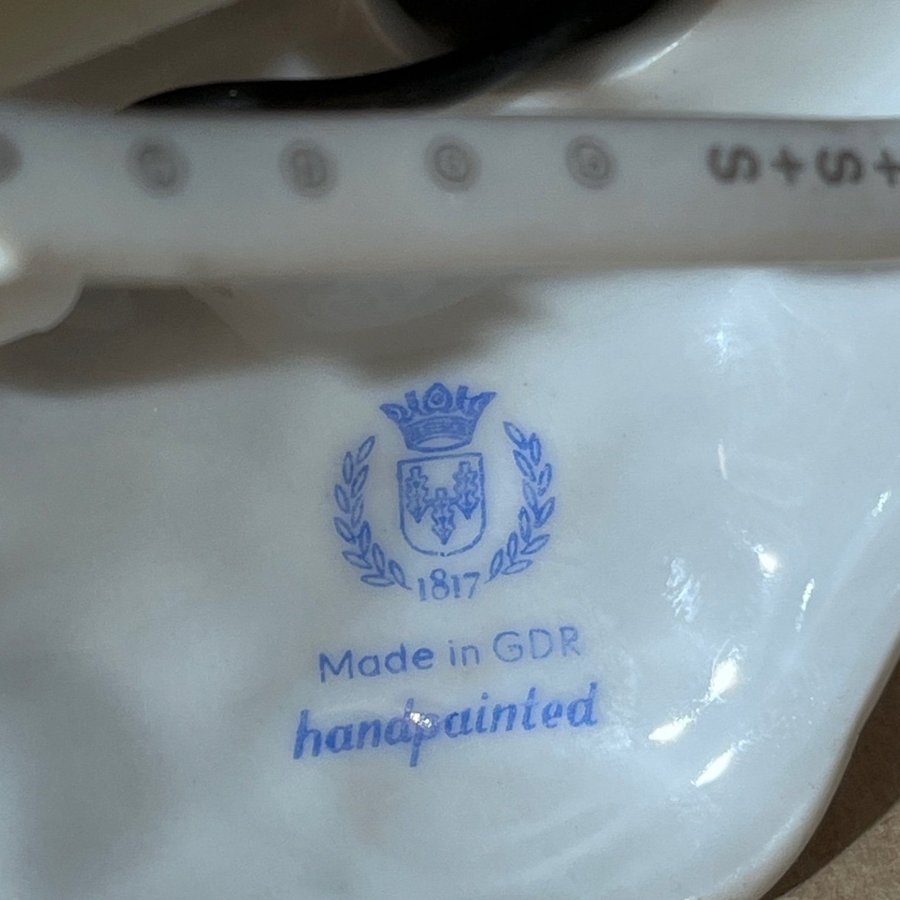 S+S+
1817
Made in GDR
handpainted